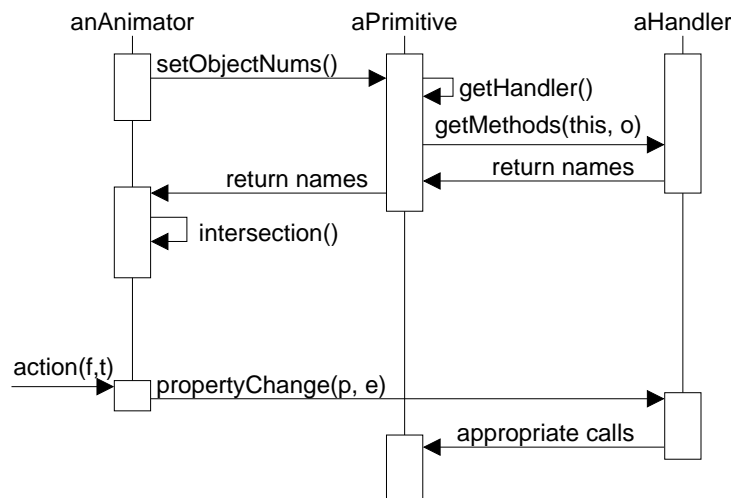 anAnimator
aPrimitive
aHandler
setObjectNums()
getHandler()
getMethods(this, o)
return names
return names
intersection()
action(f,t)
propertyChange(p, e)
appropriate calls